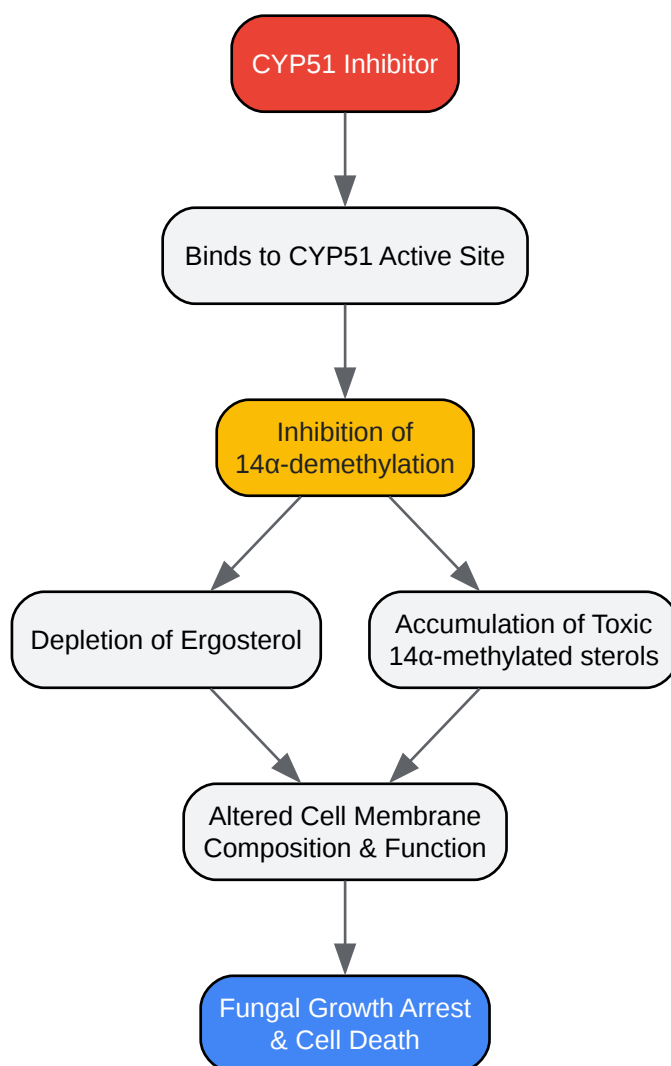 CYP51 Inhibitor
Binds to CYP51 Active Site
Inhibition of
14α-demethylation
Depletion of Ergosterol
Accumulation of Toxic
14α-methylated sterols
Altered Cell Membrane
Composition & Function
Fungal Growth Arrest
& Cell Death